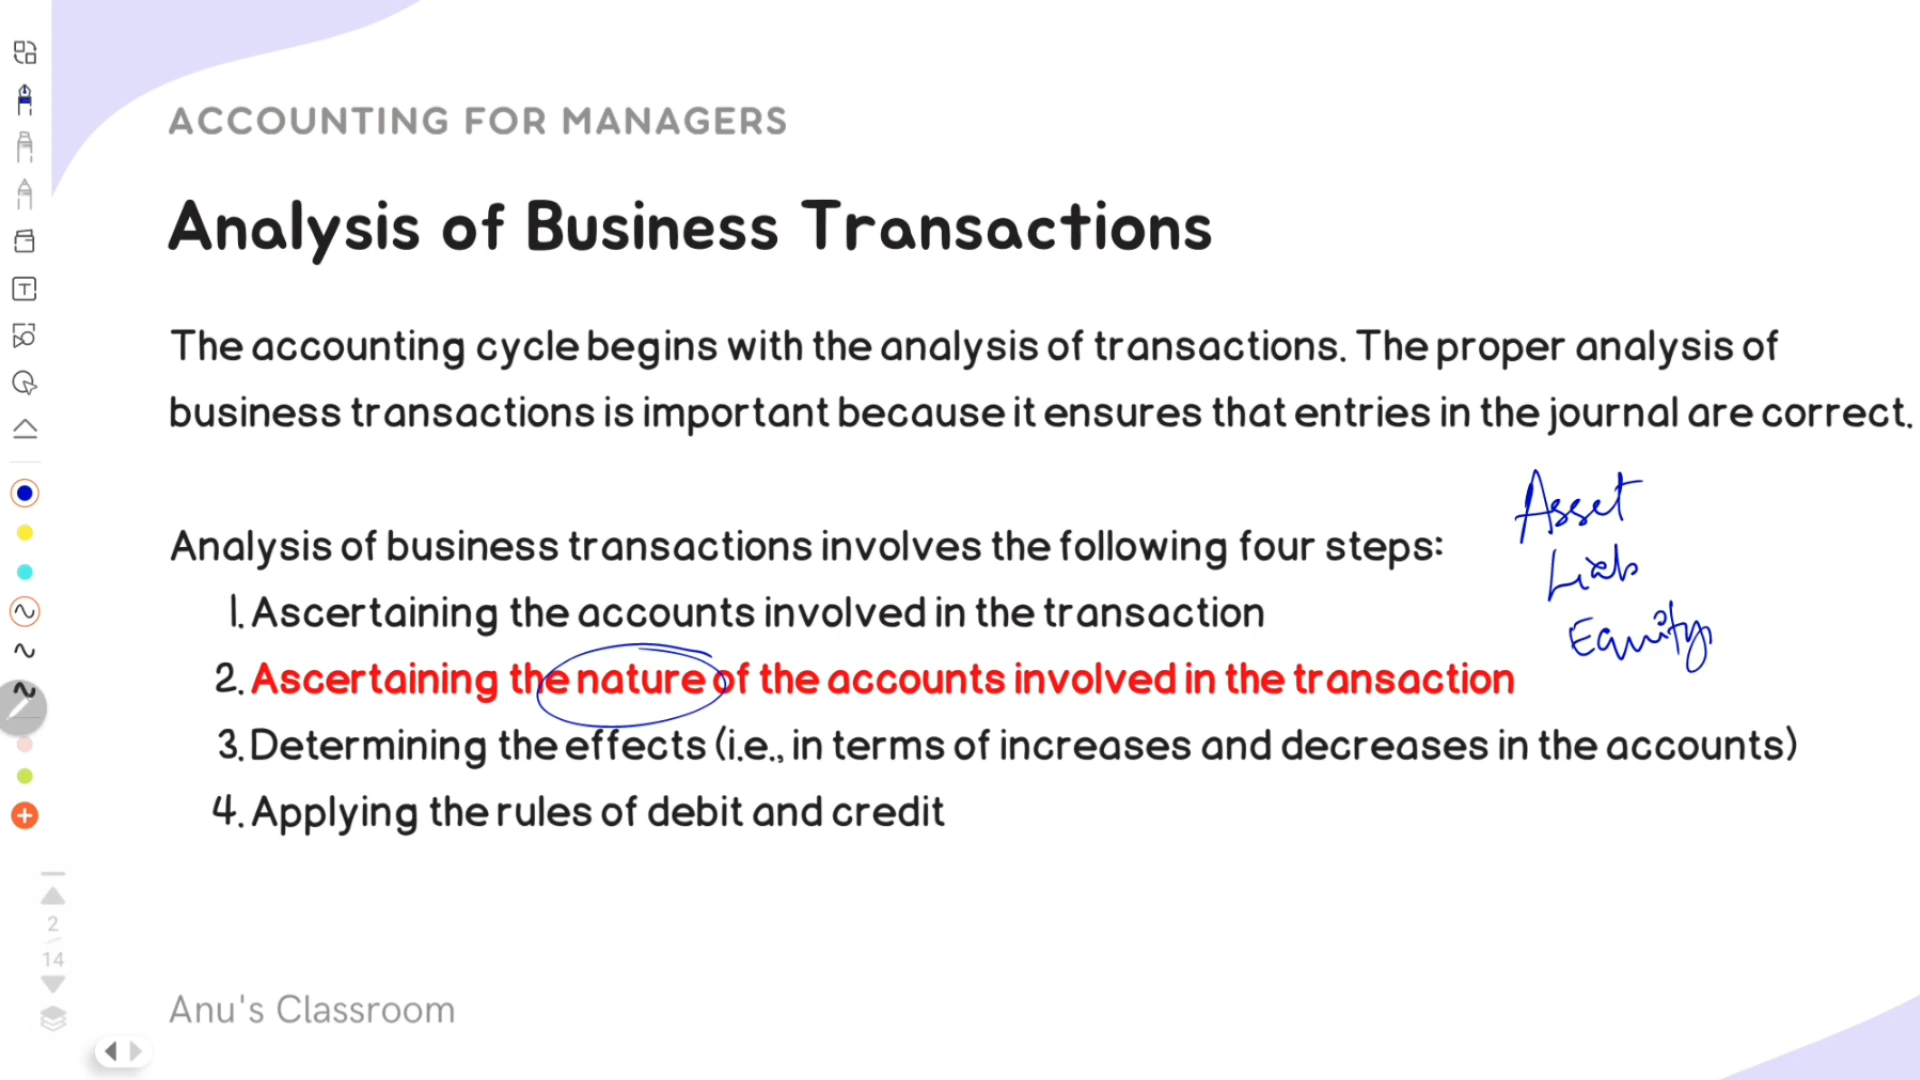 ACCOUNTING FOR MANAGERS
Analysis of Business Transactions
The accounting cycle begins with the analysis of transactions. The proper analysis of
business transactions is important because it ensures that entries in the journal are correct.
Asset
Liab
Equity
Analysis of business transactions involves the following four steps:
1. Ascertaining the accounts involved in the transaction
2. Ascertaining the nature of the accounts involved in the transaction
3. Determining the effects (i.e., in terms of increases and decreases in the accounts)
4. Applying the rules of debit and credit
2
14
Anu's Classroom